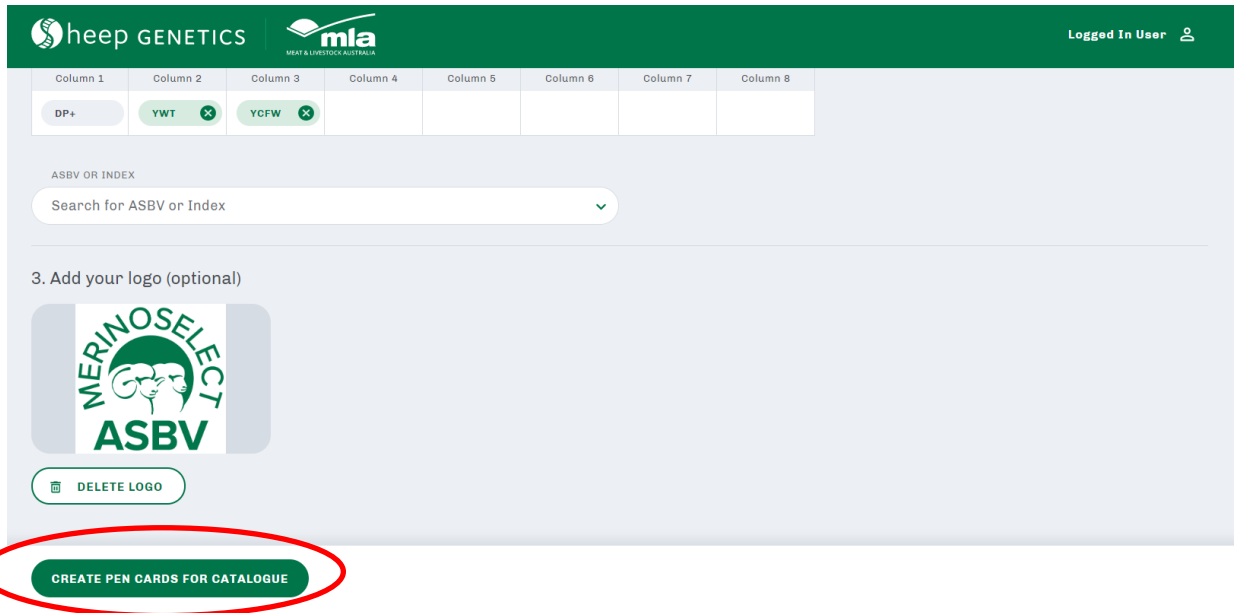 Sheep GENETICS
mla
MEAT & LIVESTOCK AUSTRALIA
Logged In User
Column 1 Column 2 Column 3 Column 4 Column 5 Column 6 Column 7 Column 8
DP+ YWT YCFW
ASBV OR INDEX
Search for ASBV or Index
3. Add your logo (optional)
MERINOSELECT
ASBV
DELETE LOGO
CREATE PEN CARDS FOR CATALOGUE